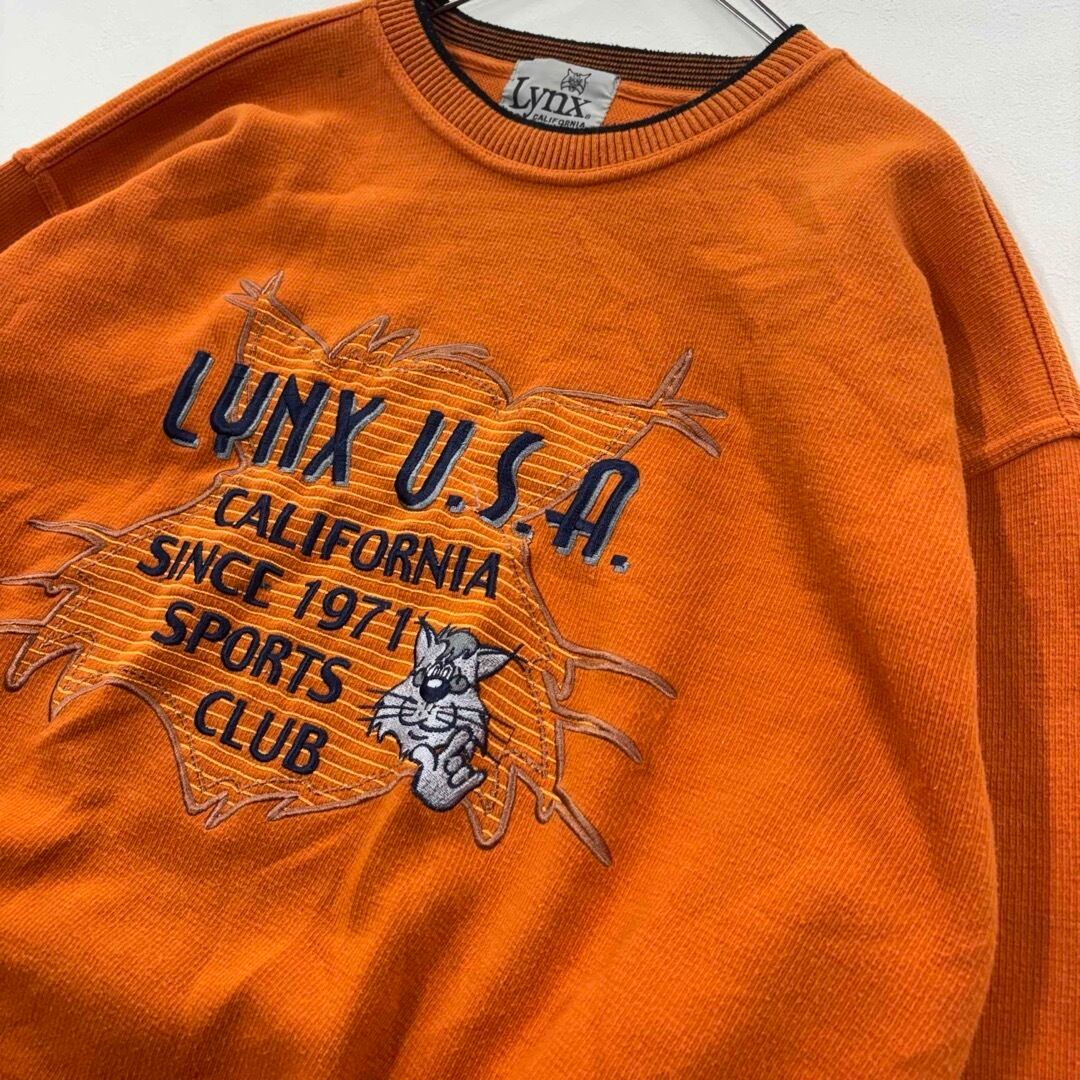 Lynx
CALIFORNIA
LYNX U.S.A.
CALIFORNIA
SINCE 1971
SPORTS
CLUB